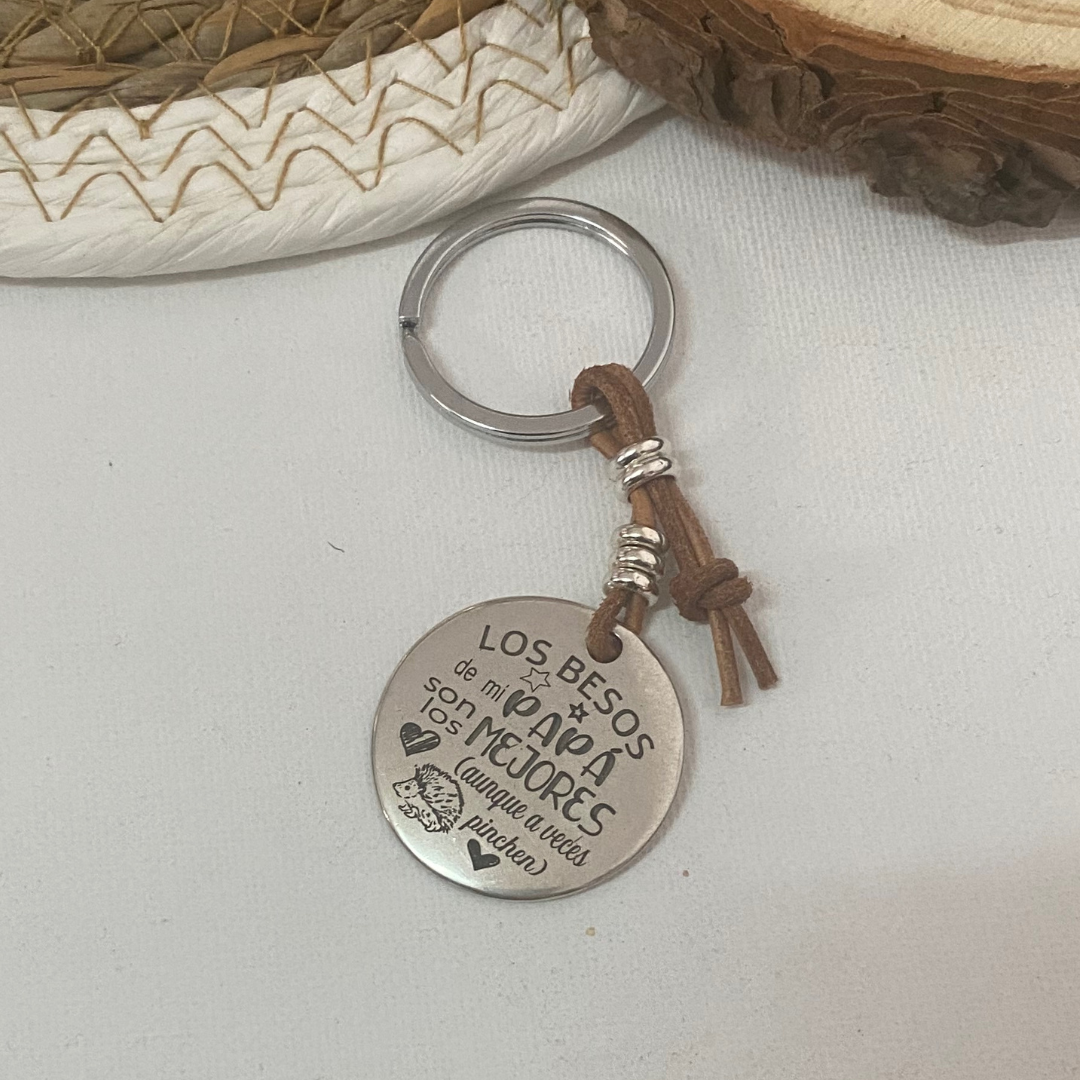 LOS BESOS
de mi PAPÁ
son los MEJORES
(aunque a veces
pinchen)